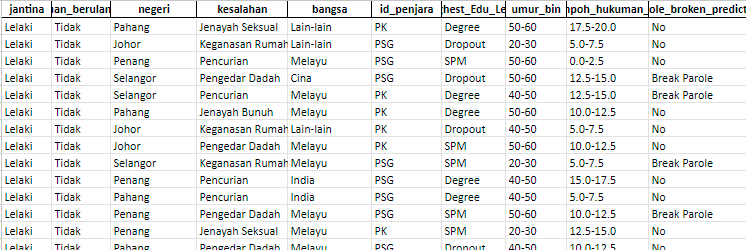 jantina	an_berulan	negeri	kesalahan	bangsa	id_penjara	hest_Edu_Le	umur_bin	npoh_hukuman_	ole_broken_predict
Lelaki	Tidak	Pahang	Jenayah Seksual	Lain-lain	PK	Degree	50-60	17.5-20.0	No
Lelaki	Tidak	Johor	Keganasan Rumah	Lain-lain	PSG	Dropout	20-30	5.0-7.5	No
Lelaki	Tidak	Penang	Pencurian	Melayu	PSG	SPM	50-60	0.0-2.5	No
Lelaki	Tidak	Selangor	Pengedar Dadah	Cina	PSG	Dropout	50-60	12.5-15.0	Break Parole
Lelaki	Tidak	Selangor	Pencurian	Melayu	PK	Degree	40-50	12.5-15.0	Break Parole
Lelaki	Tidak	Pahang	Jenayah Bunuh	Melayu	PK	Degree	50-60	10.0-12.5	No
Lelaki	Tidak	Johor	Keganasan Rumah	Lain-lain	PK	Dropout	40-50	5.0-7.5	No
Lelaki	Tidak	Johor	Pengedar Dadah	Melayu	PK	SPM	50-60	10.0-12.5	No
Lelaki	Tidak	Selangor	Keganasan Rumah	Melayu	PSG	SPM	20-30	5.0-7.5	Break Parole
Lelaki	Tidak	Penang	Pencurian	India	PSG	Degree	40-50	15.0-17.5	No
Lelaki	Tidak	Pahang	Pencurian	India	PSG	Degree	40-50	5.0-7.5	No
Lelaki	Tidak	Penang	Pengedar Dadah	Melayu	PSG	SPM	50-60	10.0-12.5	Break Parole
Lelaki	Tidak	Penang	Jenayah Seksual	Melayu	PK	SPM	20-30	12.5-15.0	No
Lelaki	Tidak	Pahang	Pengedar Dadah	Melayu	PSG	Dropout	40-50	10.0-12.5	No